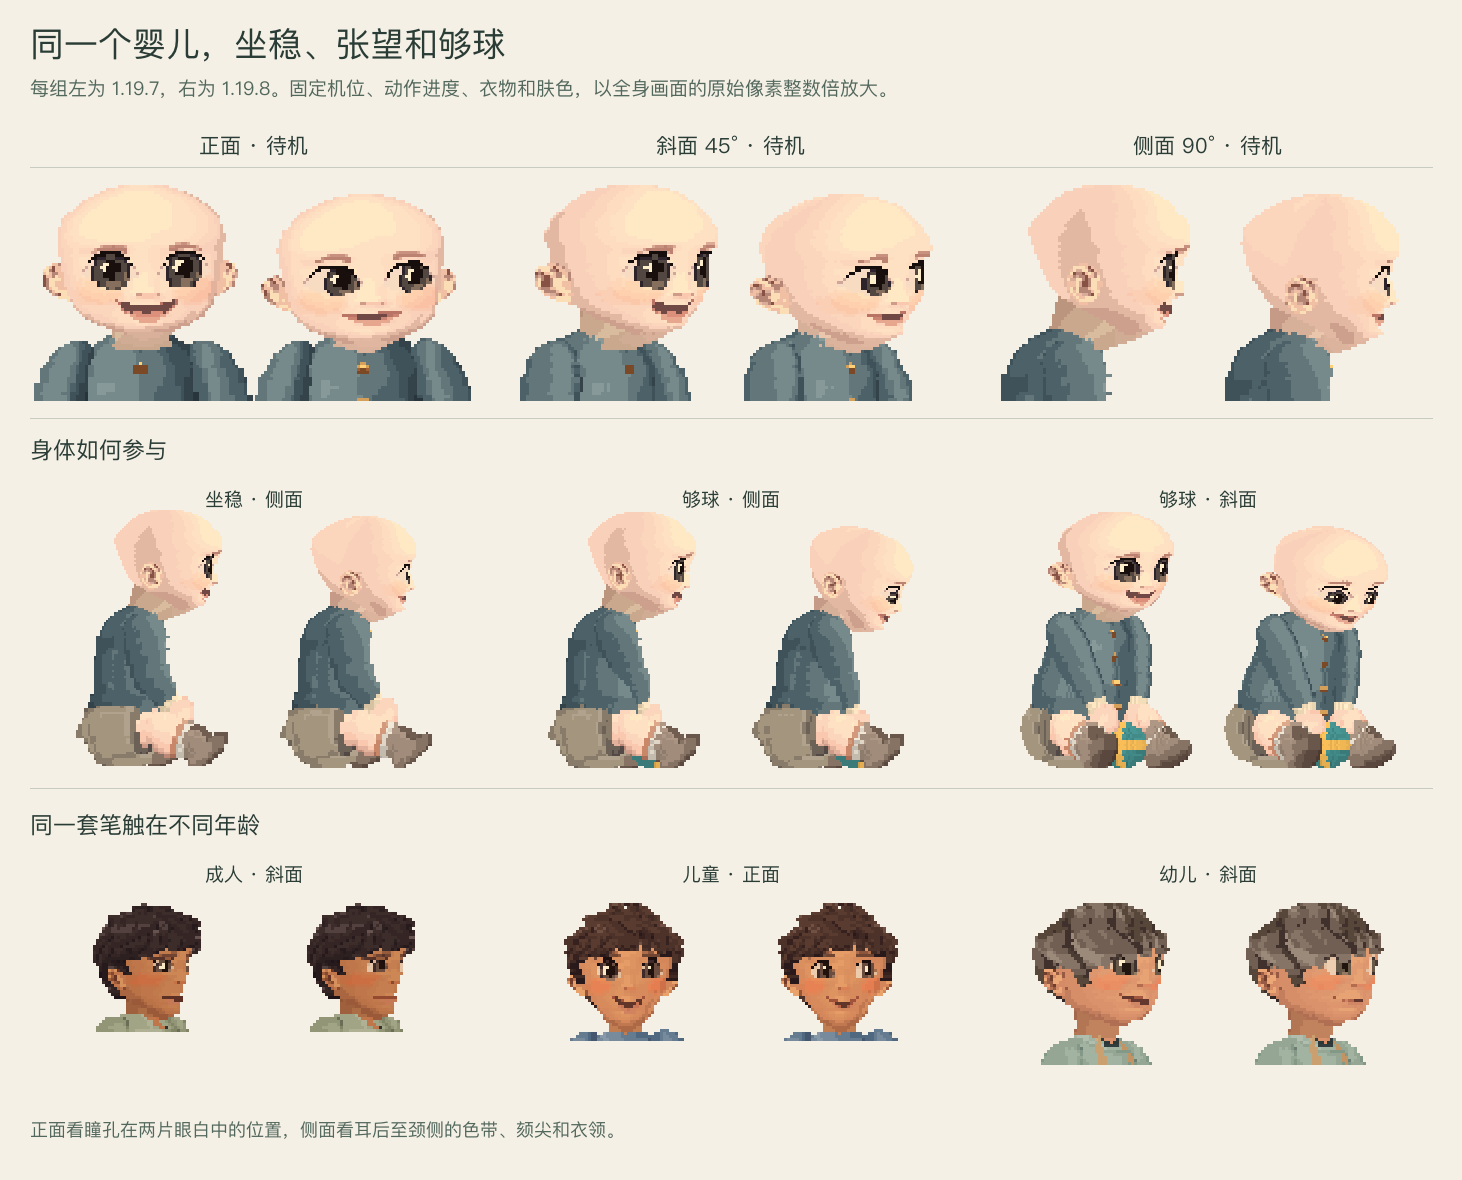 同一个婴儿，坐稳、张望和够球
每组左为 1.19.7，右为 1.19.8。固定机位、动作进度、衣物和肤色，以全身画面的原始像素整数倍放大。
正面 · 待机
斜面 45° · 待机
侧面 90° · 待机
身体如何参与
坐稳 · 侧面
够球 · 侧面
够球 · 斜面
同一套笔触在不同年龄
成人 · 斜面
儿童 · 正面
幼儿 · 斜面
正面看瞳孔在两片眼白中的位置，侧面看耳后至颈侧的色带、颏尖和衣领。